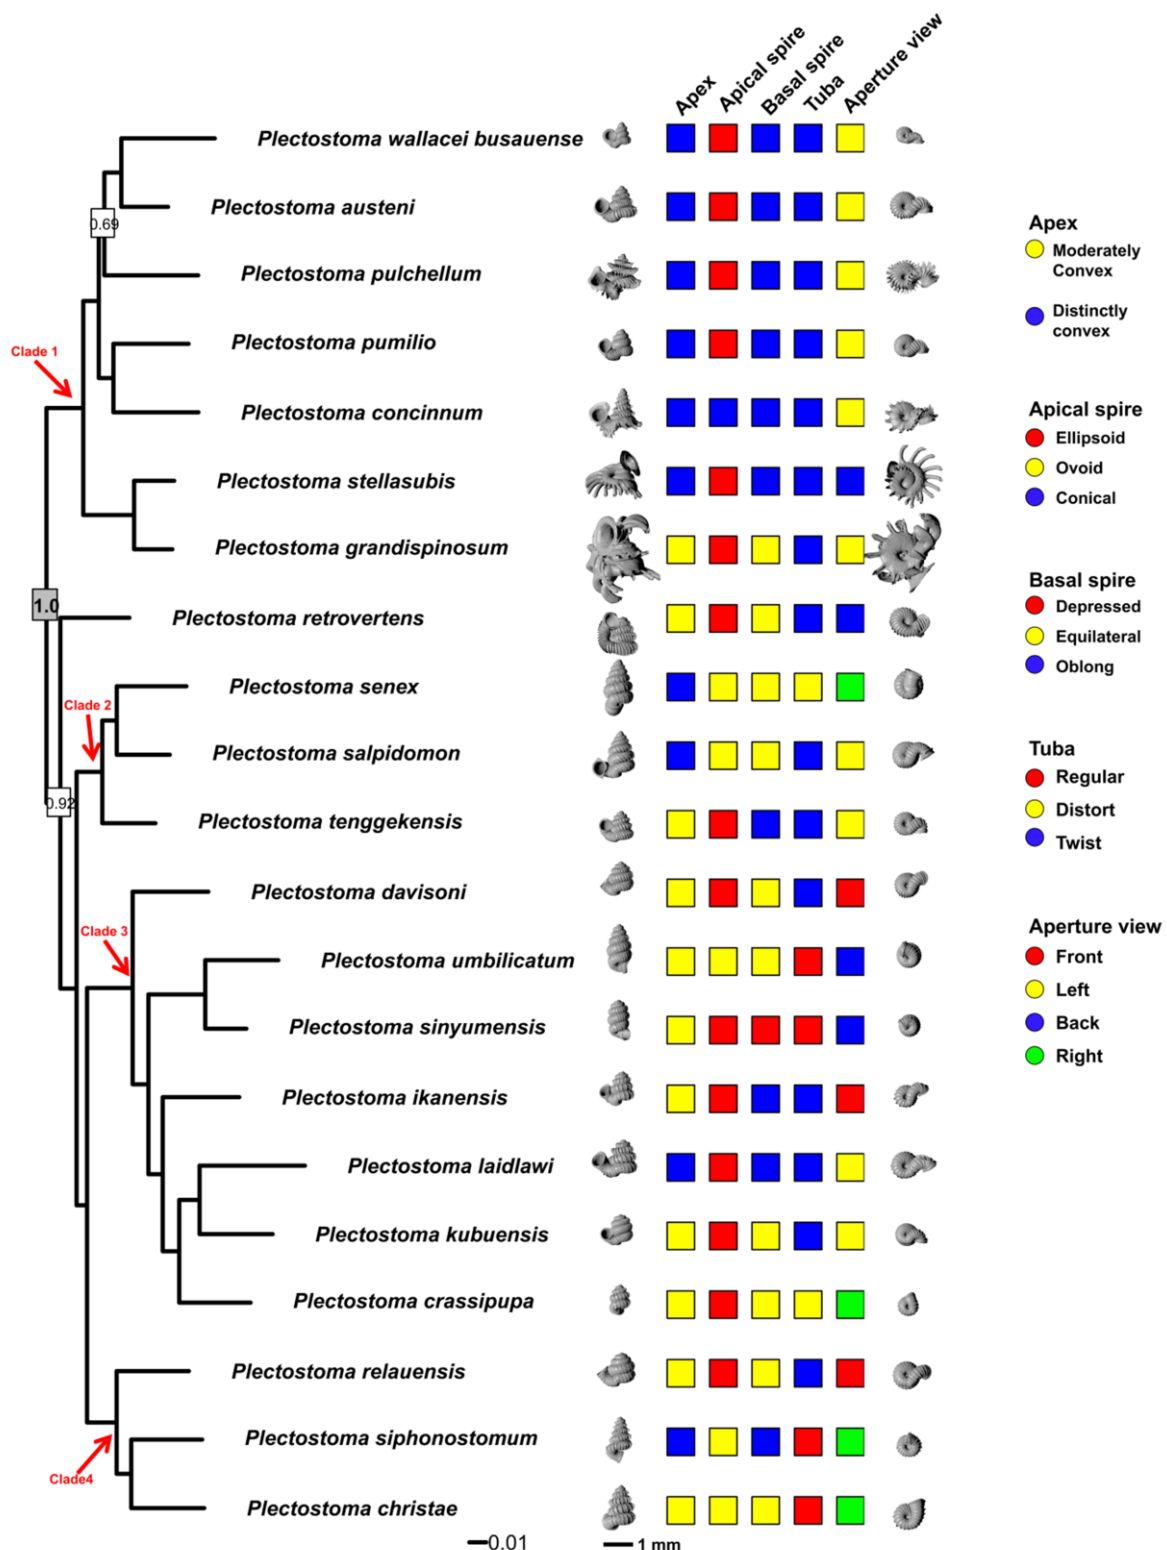 Apex
Apical spire
Basal spire
Tuba
Aperture view
Plectostoma wallacei busauense
Plectostoma austeni
0.69
Plectostoma pulchellum
Plectostoma pumilio
Clade 1
Plectostoma concinnum
Plectostoma stellasubis
Plectostoma grandispinosum
1.0
Plectostoma retrovertens
Plectostoma senex
Clade 2
Plectostoma salpidomon
0.92
Plectostoma tenggekensis
Plectostoma davisoni
Clade 3
Plectostoma umbilicatum
Plectostoma sinyumensis
Plectostoma ikanensis
Plectostoma laidlawi
Plectostoma kubuensis
Plectostoma crassipupa
Plectostoma relauensis
Plectostoma siphonostomum
Clade4
Plectostoma christae
0.01
1 mm
Apex
Moderately
Convex
Distinctly
convex
Apical spire
Ellipsoid
Ovoid
Conical
Basal spire
Depressed
Equilateral
Oblong
Tuba
Regular
Distort
Twist
Aperture view
Front
Left
Back
Right